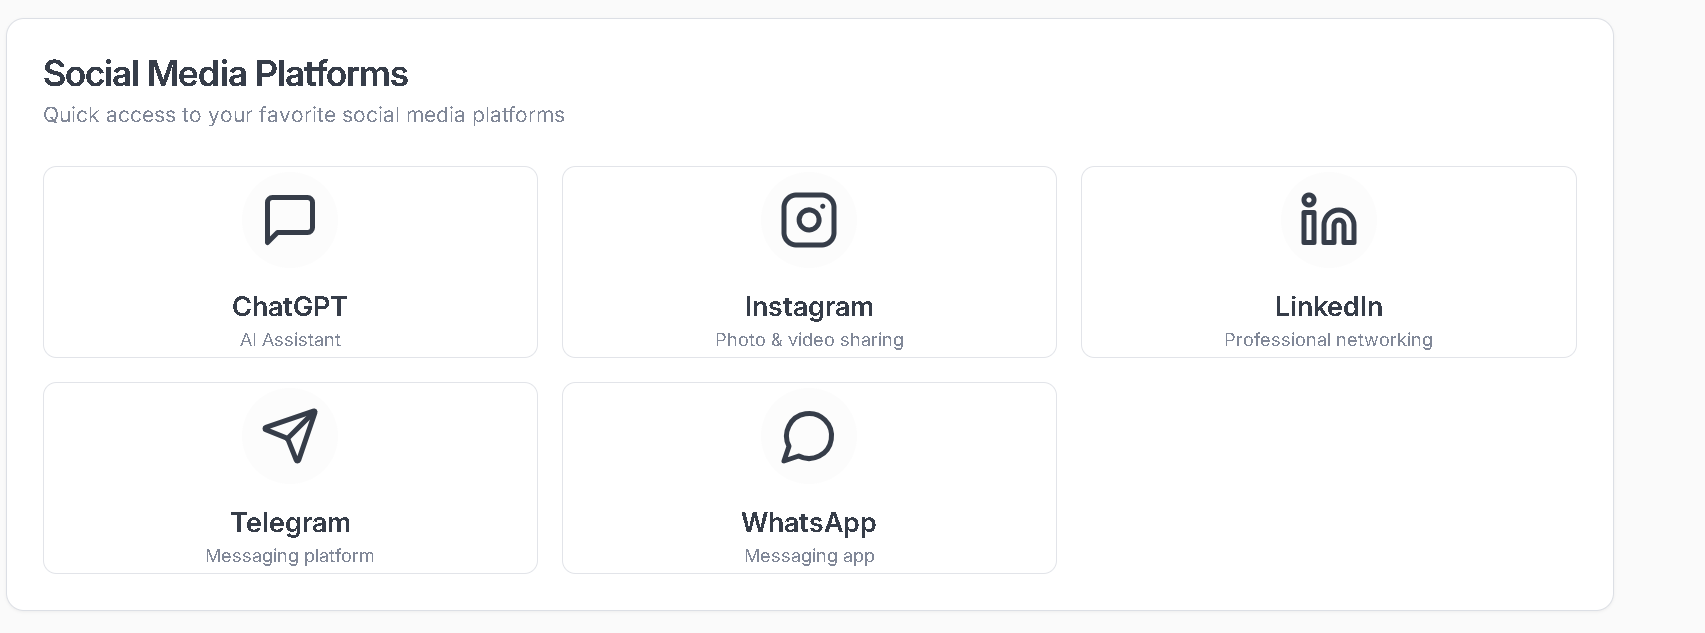 Social Media Platforms
Quick access to your favorite social media platforms
ChatGPT
AI Assistant
Instagram
Photo & video sharing
LinkedIn
Professional networking
Telegram
Messaging platform
WhatsApp
Messaging app